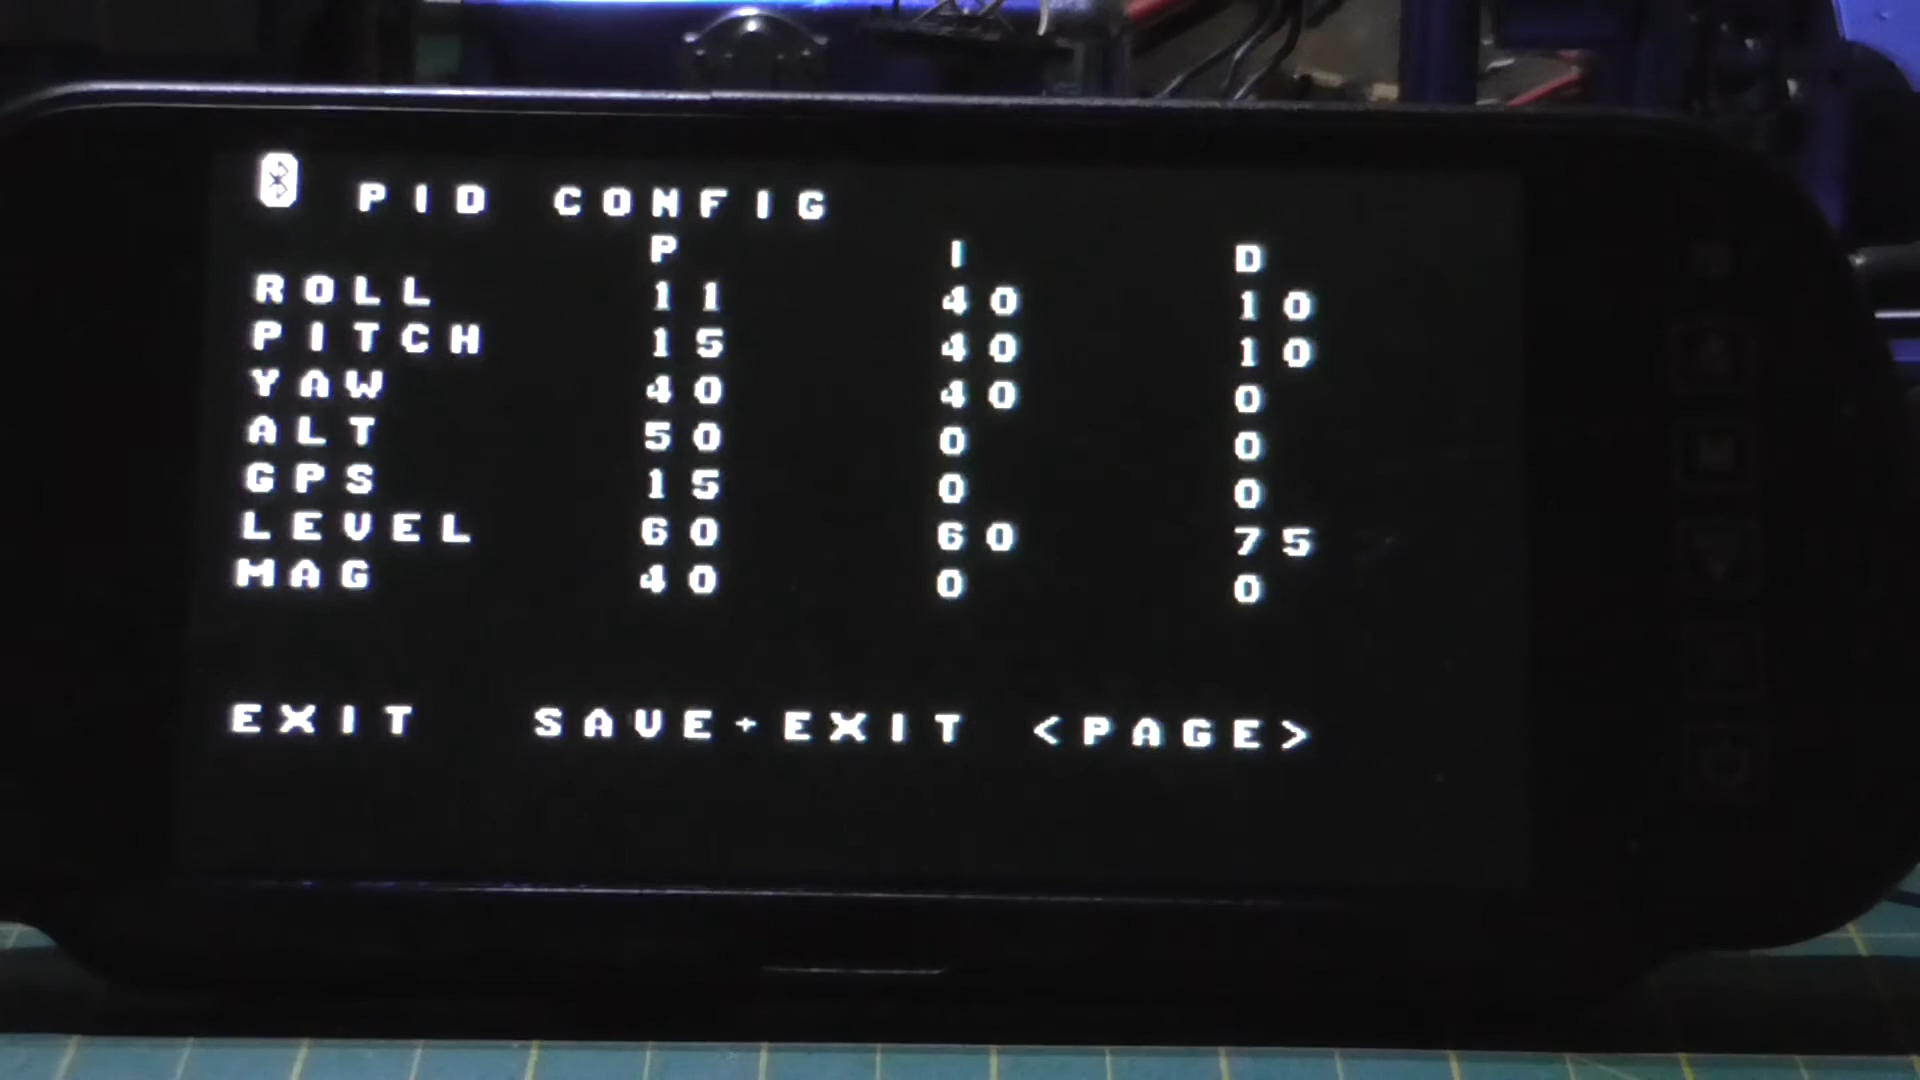 PID CONFIG
P I D
ROLL 11 40 10
PITCH 15 40 10
YAW 40 40 0
ALT 50 0 0
GPS 15 0 0
LEVEL 60 60 75
MAG 40 0 0
EXIT SAVE+EXIT <PAGE>